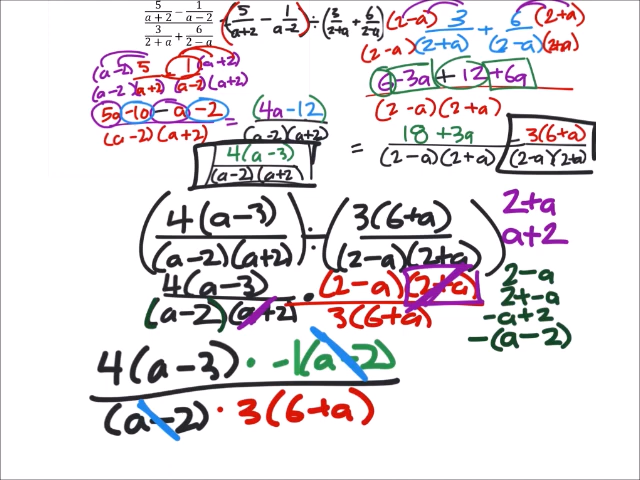 5/(a+2) − 1/(a−2)
3/(2+a) + 6/(2−a)
(5/(a+2) − 1/(a−2)) ÷ (3/(2+a) + 6/(2−a))
(a−2) 5 − 1(a+2)
(a−2)(a+2) (a−2)(a+2)
5a −10 − a −2
(a−2)(a+2)
= (4a−12)
(a−2)(a+2)
4(a−3)
(a−2)(a+2)
(2−a) 3 + 6 (2+a)
(2−a)(2+a) (2−a)(2+a)
6−3a + 12+6a
(2−a)(2+a)
= 18+3a
(2−a)(2+a)
3(6+a)
(2−a)(2+a)
(4(a−3)/((a−2)(a+2))) ÷ (3(6+a)/((2−a)(2+a)))
2+a
a+2
4(a−3) · (2−a)(2+a)
(a−2)(a+2) 3(6+a)
2−a
2+−a
−a+2
−(a−2)
4(a−3) · −1(a−2)
(a−2) · 3(6+a)